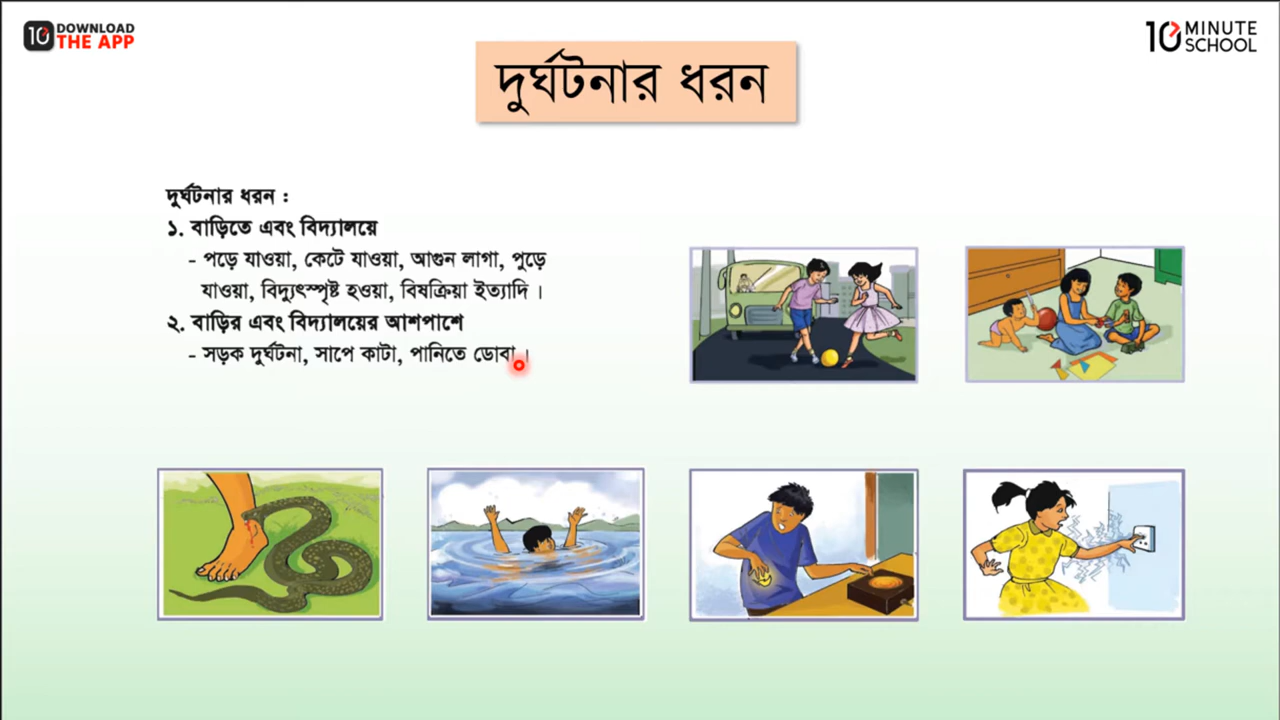 10 DOWNLOAD
THE APP
10 MINUTE
SCHOOL
দুর্ঘটনার ধরন
দুর্ঘটনার ধরন :
১. বাড়িতে এবং বিদ্যালয়ে
- পড়ে যাওয়া, কেটে যাওয়া, আগুন লাগা, পুড়ে
যাওয়া, বিদ্যুৎস্পৃষ্ট হওয়া, বিষক্রিয়া ইত্যাদি ।
২. বাড়ির এবং বিদ্যালয়ের আশপাশে
- সড়ক দুর্ঘটনা, সাপে কাটা, পানিতে ডোবা ।